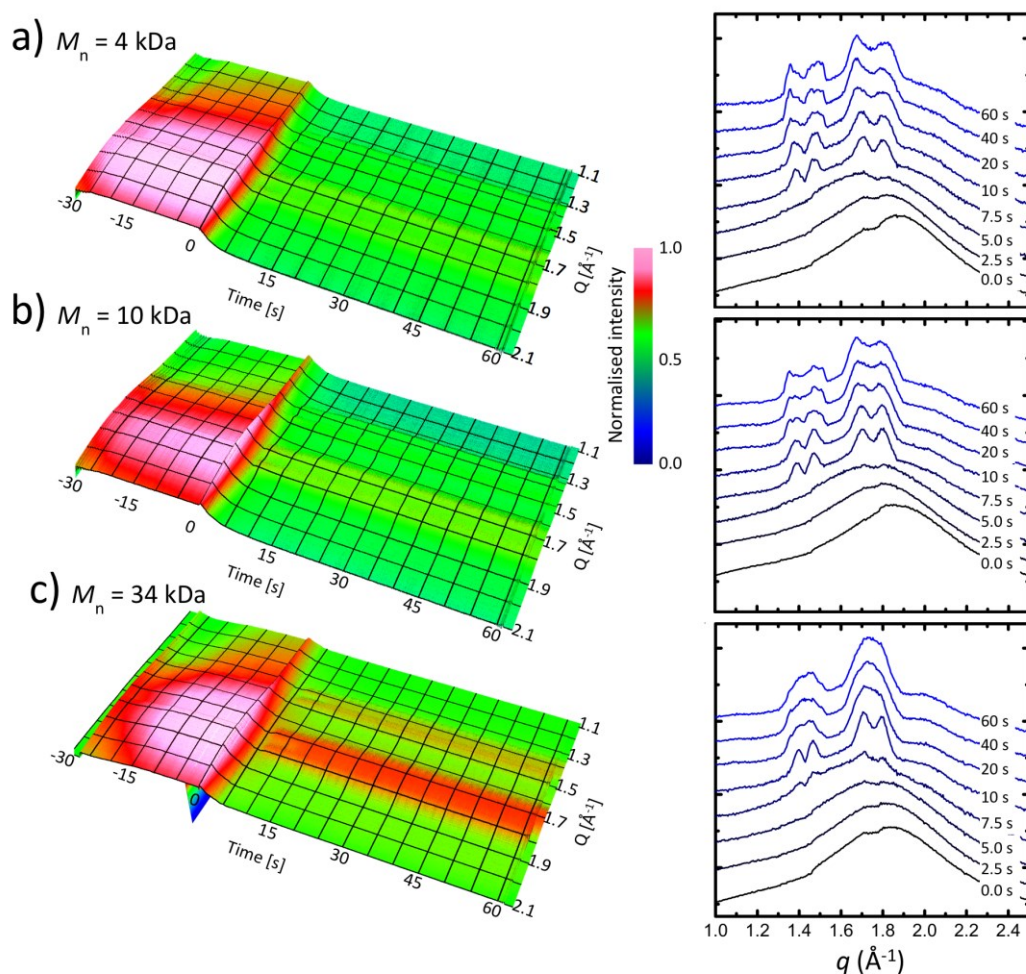 a) Mn = 4 kDa
-30
-15
0
15
30
45
60
Time [s]
1.1
1.3
1.5
1.7
1.9
2.1
Q [Å-1]
b) Mn = 10 kDa
-30
-15
0
15
30
45
60
Time [s]
1.1
1.3
1.5
1.7
1.9
2.1
Q [Å-1]
c) Mn = 34 kDa
-30
-15
0
0
15
30
45
60
Time [s]
1.1
1.3
1.5
1.7
1.9
2.1
Q [Å-1]
1.0
0.5
0.0
Normalised intensity
60 s
40 s
20 s
10 s
7.5 s
5.0 s
2.5 s
0.0 s
60 s
40 s
20 s
10 s
7.5 s
5.0 s
2.5 s
0.0 s
60 s
40 s
20 s
10 s
7.5 s
5.0 s
2.5 s
0.0 s
1.0 1.2 1.4 1.6 1.8 2.0 2.2 2.4
q (Å-1)